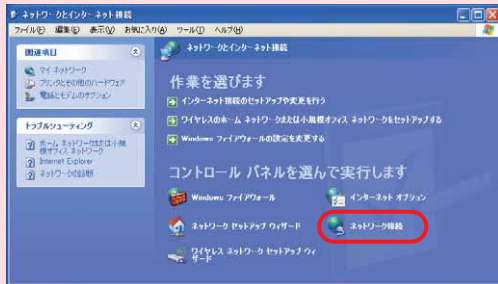 ネットワークとインターネット接続
ファイル(F) 編集(E) 表示(V) お気に入り(A) ツール(T) ヘルプ(H)
関連項目
マイ ネットワーク
プリンタとその他のハードウェア
電話とモデムのオプション
トラブルシューティング
ホーム ネットワークまたは小規
模オフィス ネットワーク
Internet Explorer
ネットワークの診断
ネットワークとインターネット接続
作業を選びます
インターネット接続のセットアップや変更を行う
ワイヤレスのホーム ネットワークまたは小規模オフィス ネットワークをセットアップする
Windows ファイアウォールの設定を変更する
コントロール パネルを選んで実行します
Windows ファイアウォール
インターネット オプション
ネットワーク セットアップ ウィザード
ネットワーク接続
ワイヤレス ネットワーク セットアップ ウィ
ザード